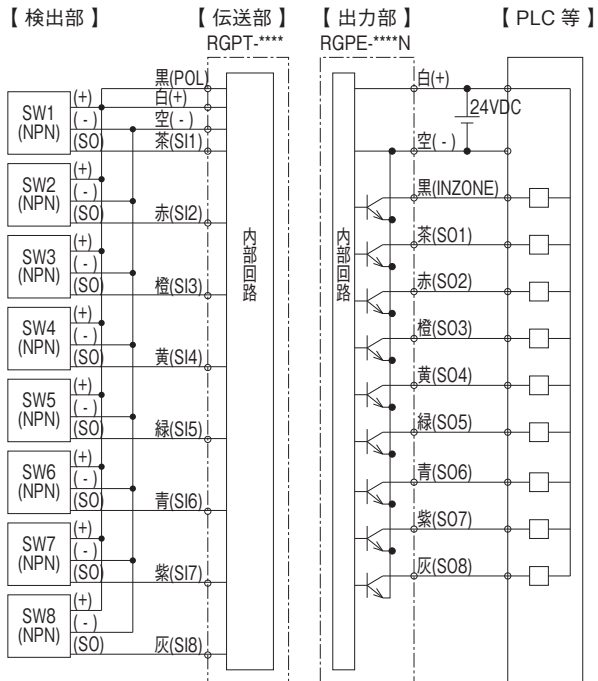 【 検出部 】
【 伝送部 】
RGPT-****
【 出力部 】
RGPE-****N
【 PLC 等 】
SW1
(NPN)
(+)
( - )
(SO)
SW2
(NPN)
(+)
( - )
(SO)
SW3
(NPN)
(+)
( - )
(SO)
SW4
(NPN)
(+)
( - )
(SO)
SW5
(NPN)
(+)
( - )
(SO)
SW6
(NPN)
(+)
( - )
(SO)
SW7
(NPN)
(+)
( - )
(SO)
SW8
(NPN)
(+)
( - )
(SO)
黒(POL)
白(+)
空( - )
茶(SI1)
赤(SI2)
橙(SI3)
黄(SI4)
緑(SI5)
青(SI6)
紫(SI7)
灰(SI8)
内部回路
内部回路
白(+)
24VDC
空( - )
黒(INZONE)
茶(SO1)
赤(SO2)
橙(SO3)
黄(SO4)
緑(SO5)
青(SO6)
紫(SO7)
灰(SO8)